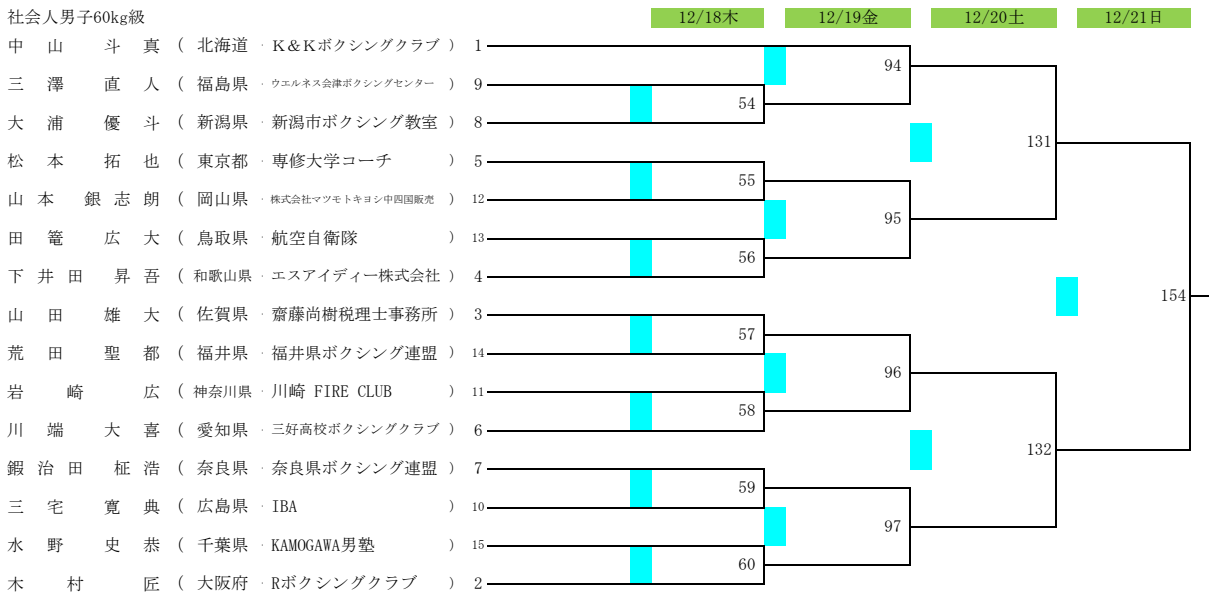 社会人男子60kg級 12/18木 12/19金 12/20土 12/21日
中山 斗真 ( 北海道 · K＆Kボクシングクラブ ) 1
94
三澤 直人 ( 福島県 · ウエルネス会津ボクシングセンター ) 9
54
大浦 優斗 ( 新潟県 · 新潟市ボクシング教室 ) 8
131
松本 拓也 ( 東京都 · 専修大学コーチ ) 5
55
山本 銀志朗 ( 岡山県 · 株式会社マツモトキヨシ中四国販売 ) 12
95
田篭 広大 ( 鳥取県 · 航空自衛隊 ) 13
56
下井田 昇吾 ( 和歌山県 · エスアイディー株式会社 ) 4
154
山田 雄大 ( 佐賀県 · 齋藤尚樹税理士事務所 ) 3
57
荒田 聖都 ( 福井県 · 福井県ボクシング連盟 ) 14
96
岩崎 広 ( 神奈川県 · 川崎 FIRE CLUB ) 11
58
川端 大喜 ( 愛知県 · 三好高校ボクシングクラブ ) 6
132
鍜治田 柾浩 ( 奈良県 · 奈良県ボクシング連盟 ) 7
59
三宅 寛典 ( 広島県 · IBA ) 10
97
水野 史恭 ( 千葉県 · KAMOGAWA男塾 ) 15
60
木村 匠 ( 大阪府 · Rボクシングクラブ ) 2